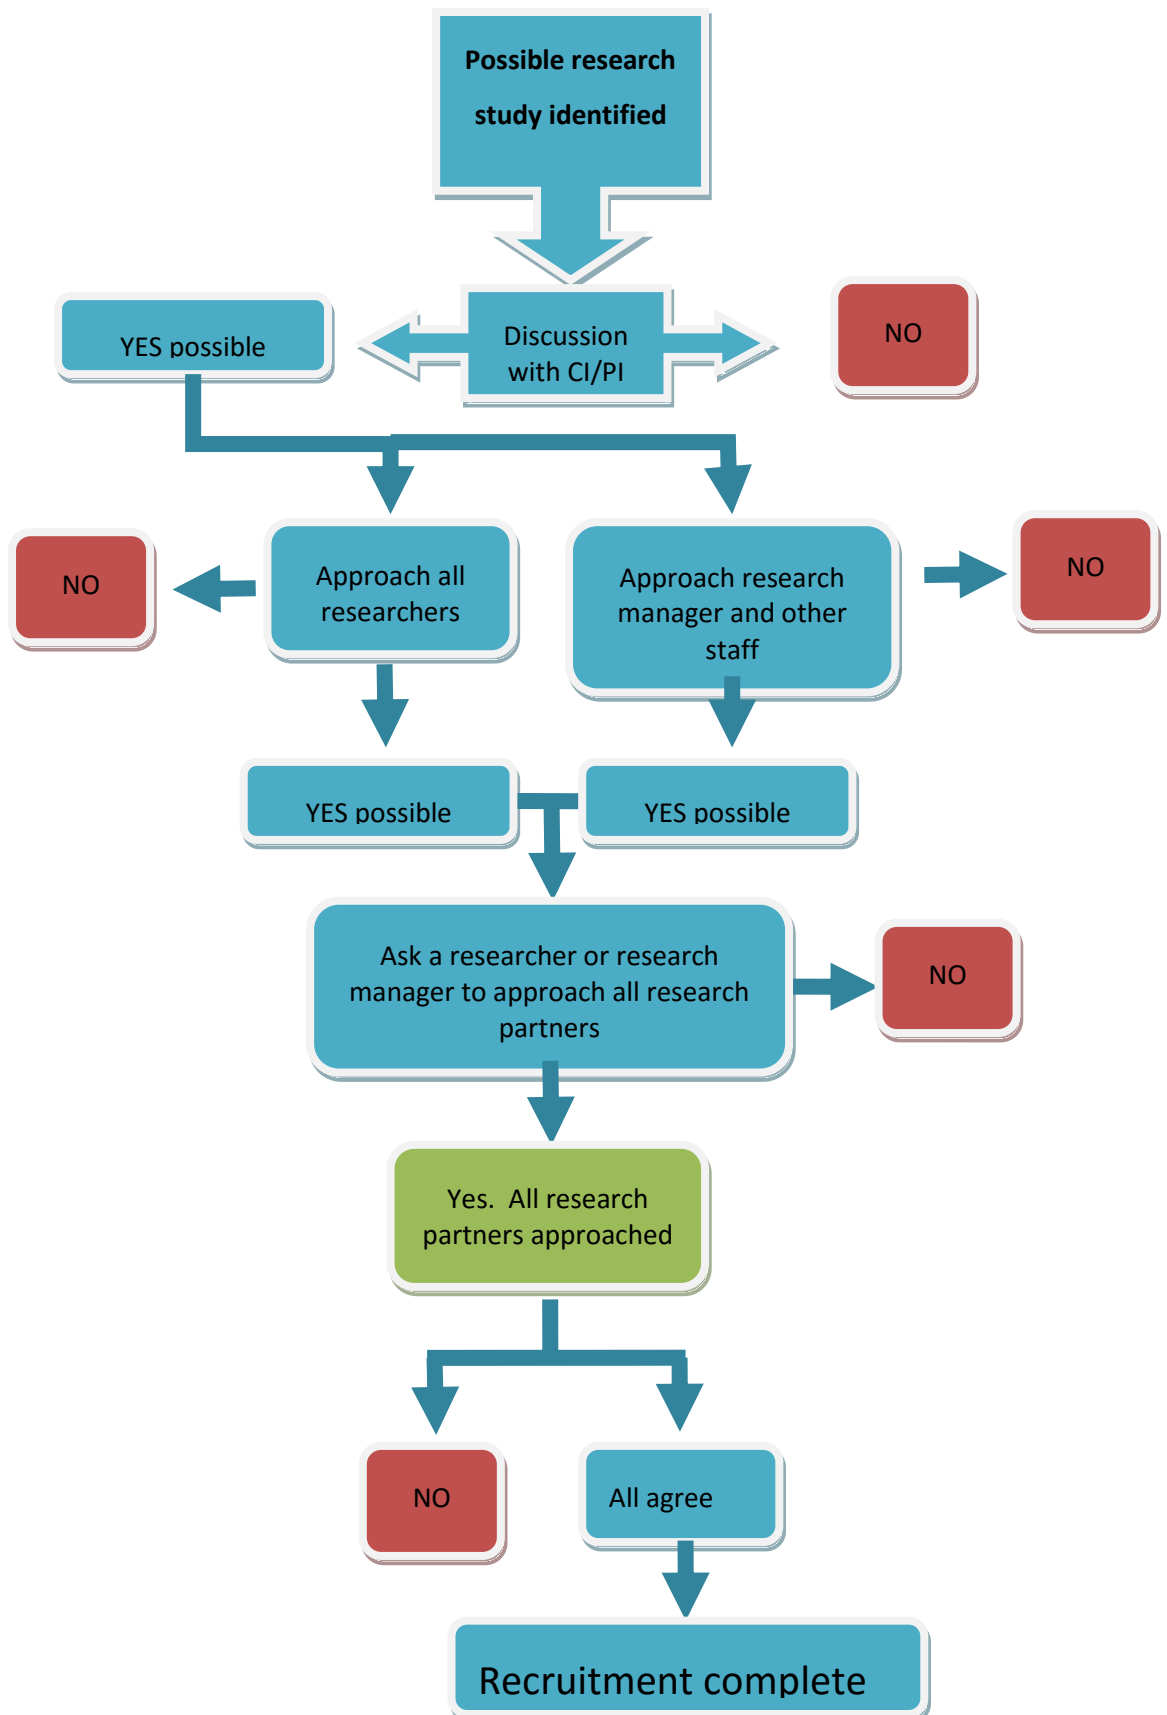 Possible research
study identified
YES possible
Discussion
with CI/PI
NO
NO
Approach all
researchers
Approach research
manager and other
staff
NO
YES possible
YES possible
Ask a researcher or research
manager to approach all research
partners
NO
Yes.  All research
partners approached
NO
All agree
Recruitment complete